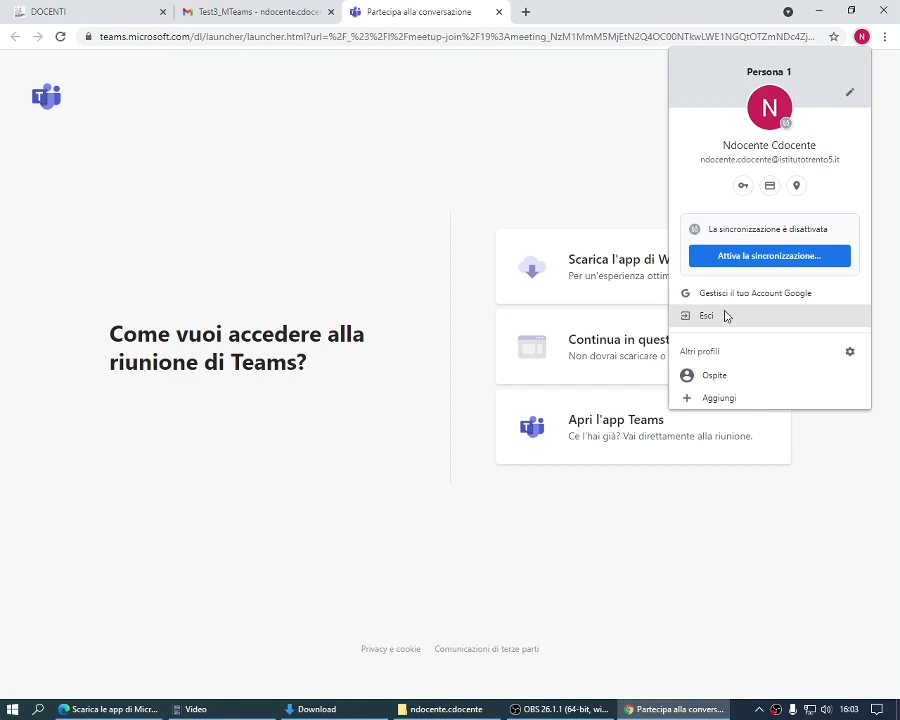 DOCENTI
Test3_MTeams - ndocente.cdocen
Partecipa alla conversazione
teams.microsoft.com/dl/launcher/launcher.html?url=%2F_%23%2Fl%2Fmeetup-join%2F19%3Ameeting_NzM1MmM5MjEtN2Q4OC00NTkwLWE1NGQtOTZmNDc4Zj...
N
Persona 1
N
Ndocente Cdocente
ndocente.cdocente@istitutotrento5.it
La sincronizzazione è disattivata
Attiva la sincronizzazione...
G Gestisci il tuo Account Google
Esci
Altri profili
Ospite
Aggiungi
T
Come vuoi accedere alla
riunione di Teams?
Scarica l'app di W
Per un'esperienza ottim
Continua in quest
Non dovrai scaricare o
T
Apri l'app Teams
Ce l'hai già? Vai direttamente alla riunione.
Privacy e cookie Comunicazioni di terze parti
Scarica le app di Micr... Video Download ndocente.cdocente OBS 26.1.1 (64-bit, wi... Partecipa alla convers... 16:03